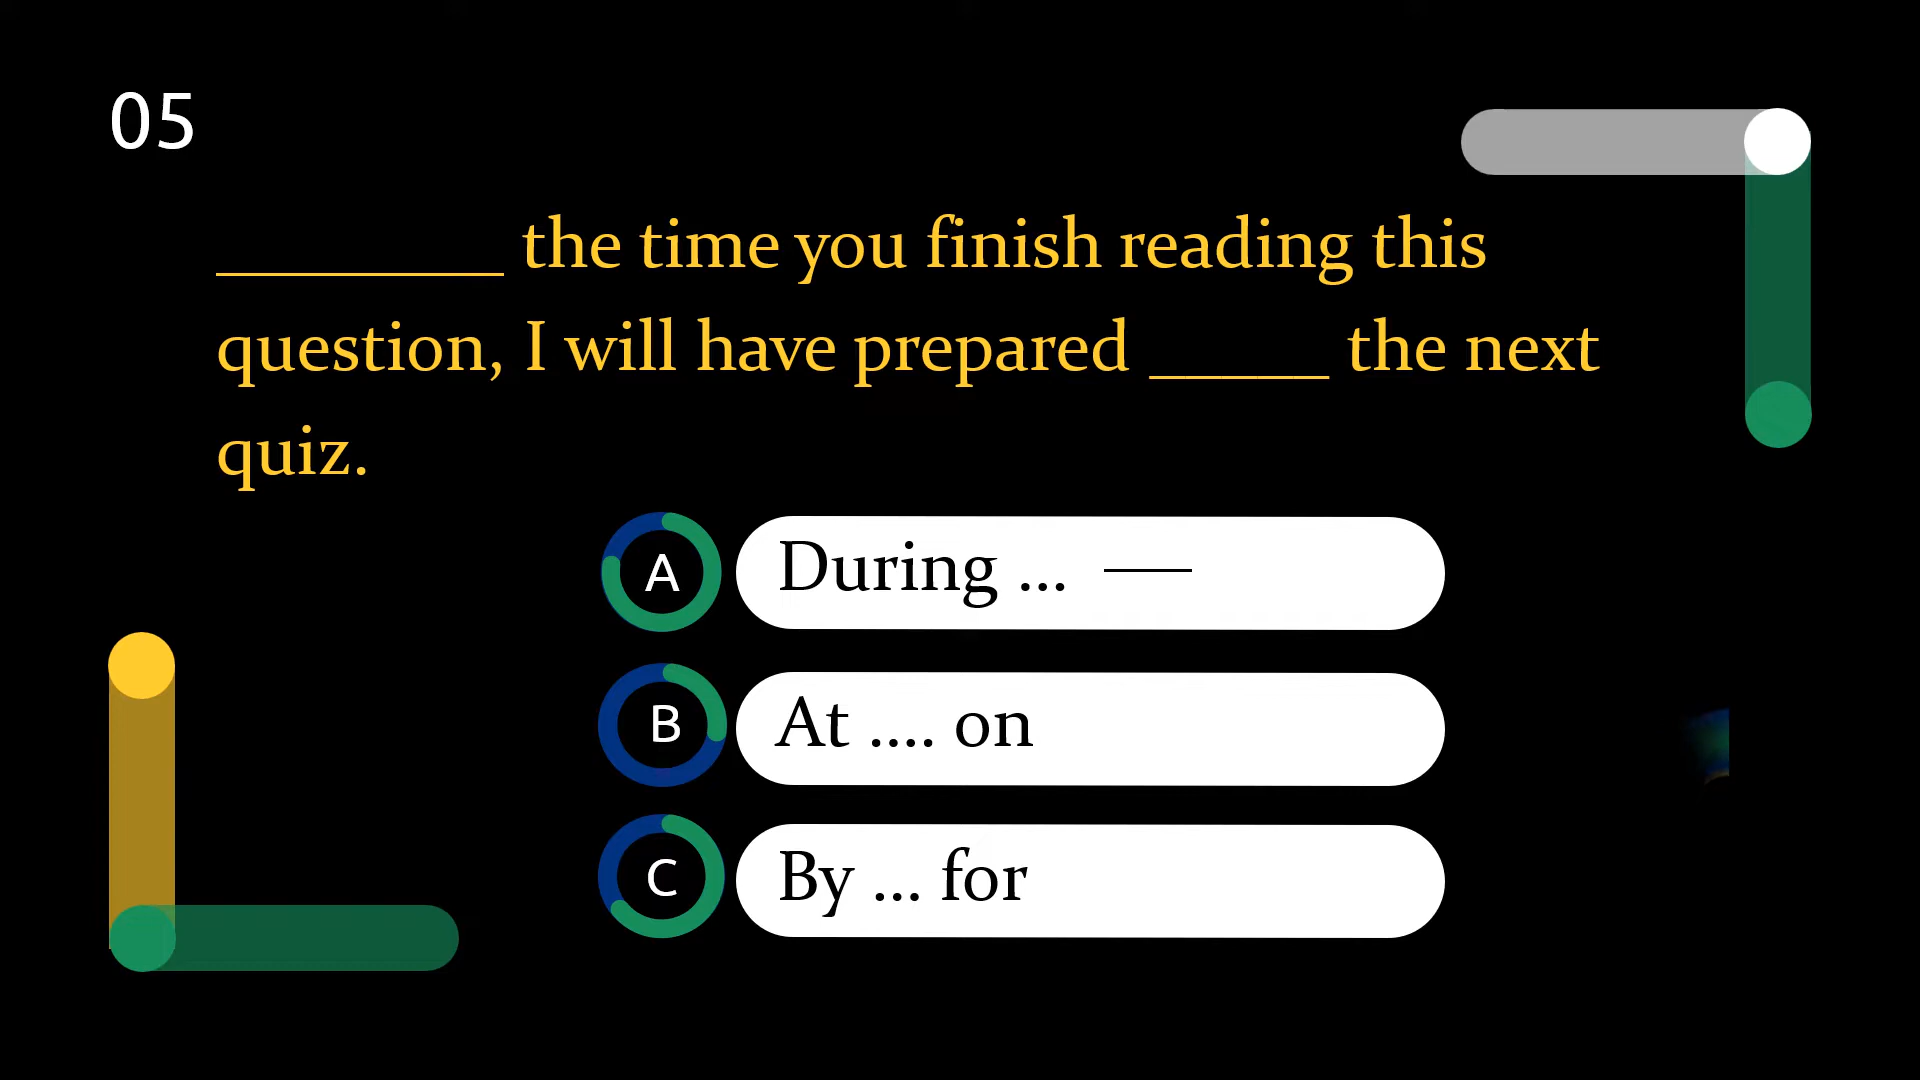 05
________ the time you finish reading this
question, I will have prepared _____ the next
quiz.
A During ... —
B At .... on
C By ... for